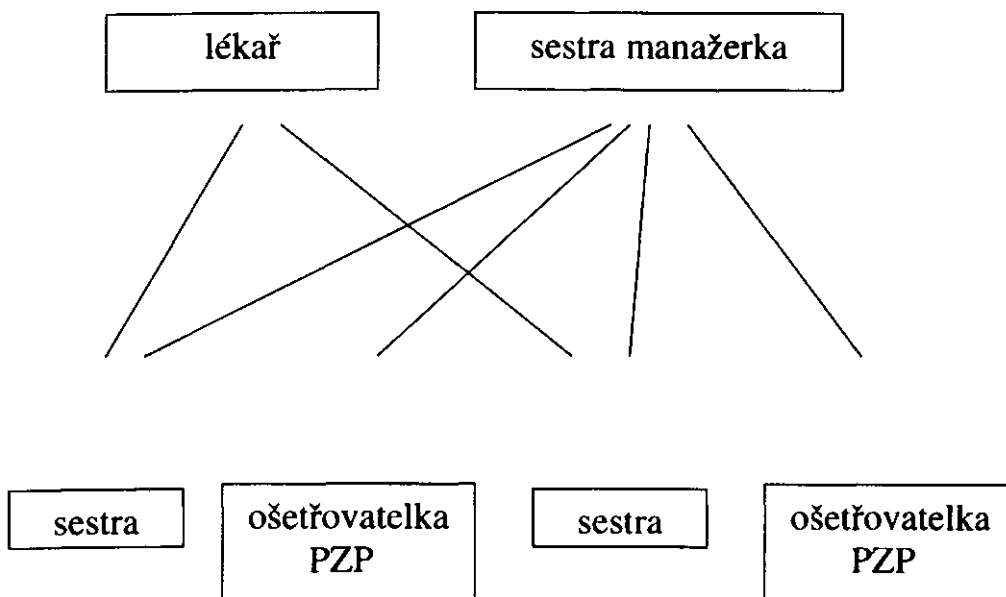 lékař
sestra manažerka
sestra
ošetřovatelka
PZP
sestra
ošetřovatelka
PZP